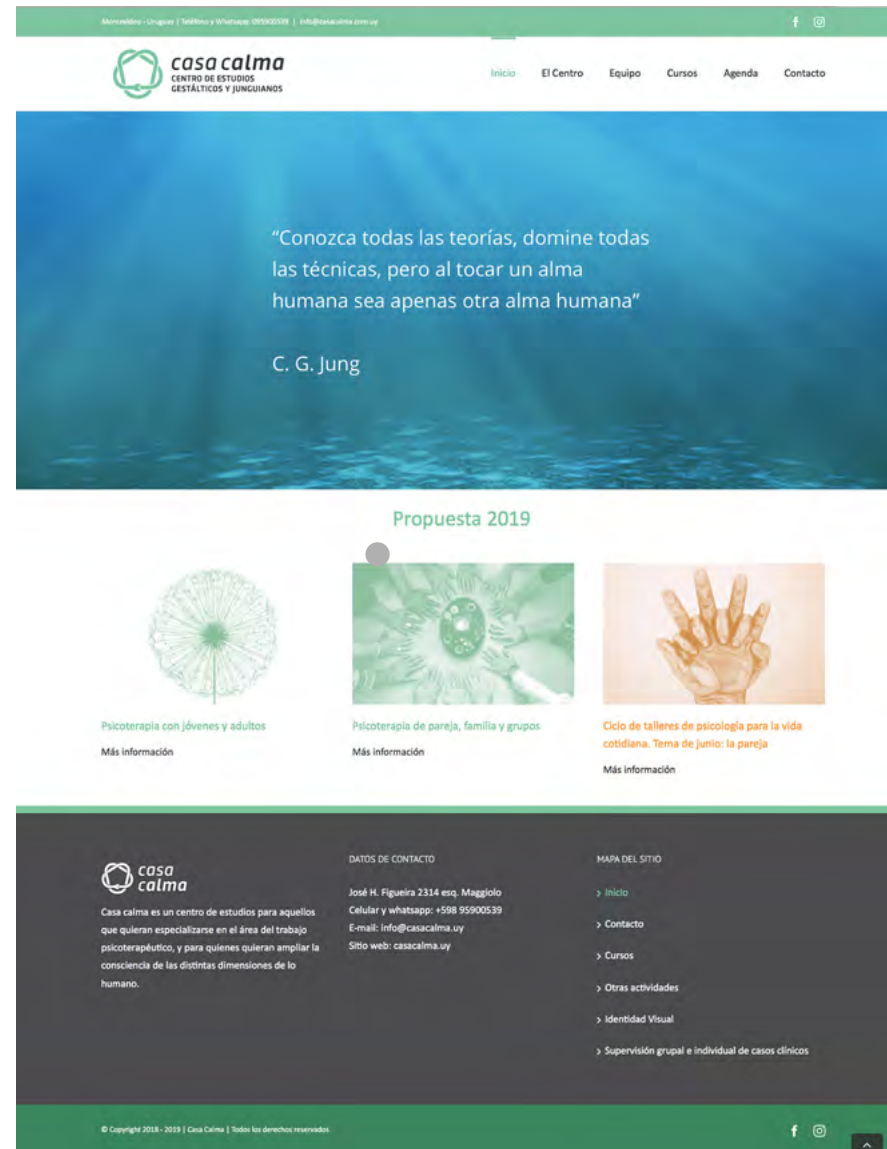 Montevideo - Uruguay | Teléfono y Whatsapp: 095900539 | info@casacalma.com.uy
casa calma
CENTRO DE ESTUDIOS
GESTÁLTICOS Y JUNGUIANOS
Inicio El Centro Equipo Cursos Agenda Contacto
“Conozca todas las teorías, domine todas
las técnicas, pero al tocar un alma
humana sea apenas otra alma humana”
C. G. Jung
Propuesta 2019
Psicoterapia con jóvenes y adultos
Más información
Psicoterapia de pareja, familia y grupos
Más información
Ciclo de talleres de psicología para la vida
cotidiana. Tema de junio: la pareja
Más información
casa
calma
Casa calma es un centro de estudios para aquellos
que quieran especializarse en el área del trabajo
psicoterapéutico, y para quienes quieran ampliar la
consciencia de las distintas dimensiones de lo
humano.
DATOS DE CONTACTO
José H. Figueira 2314 esq. Maggiolo
Celular y whatsapp: +598 95900539
E-mail: info@casacalma.uy
Sitio web: casacalma.uy
MAPA DEL SITIO
> Inicio
> Contacto
> Cursos
> Otras actividades
> Identidad Visual
> Supervisión grupal e individual de casos clínicos
© Copyright 2018 - 2019 | Casa Calma | Todos los derechos reservados